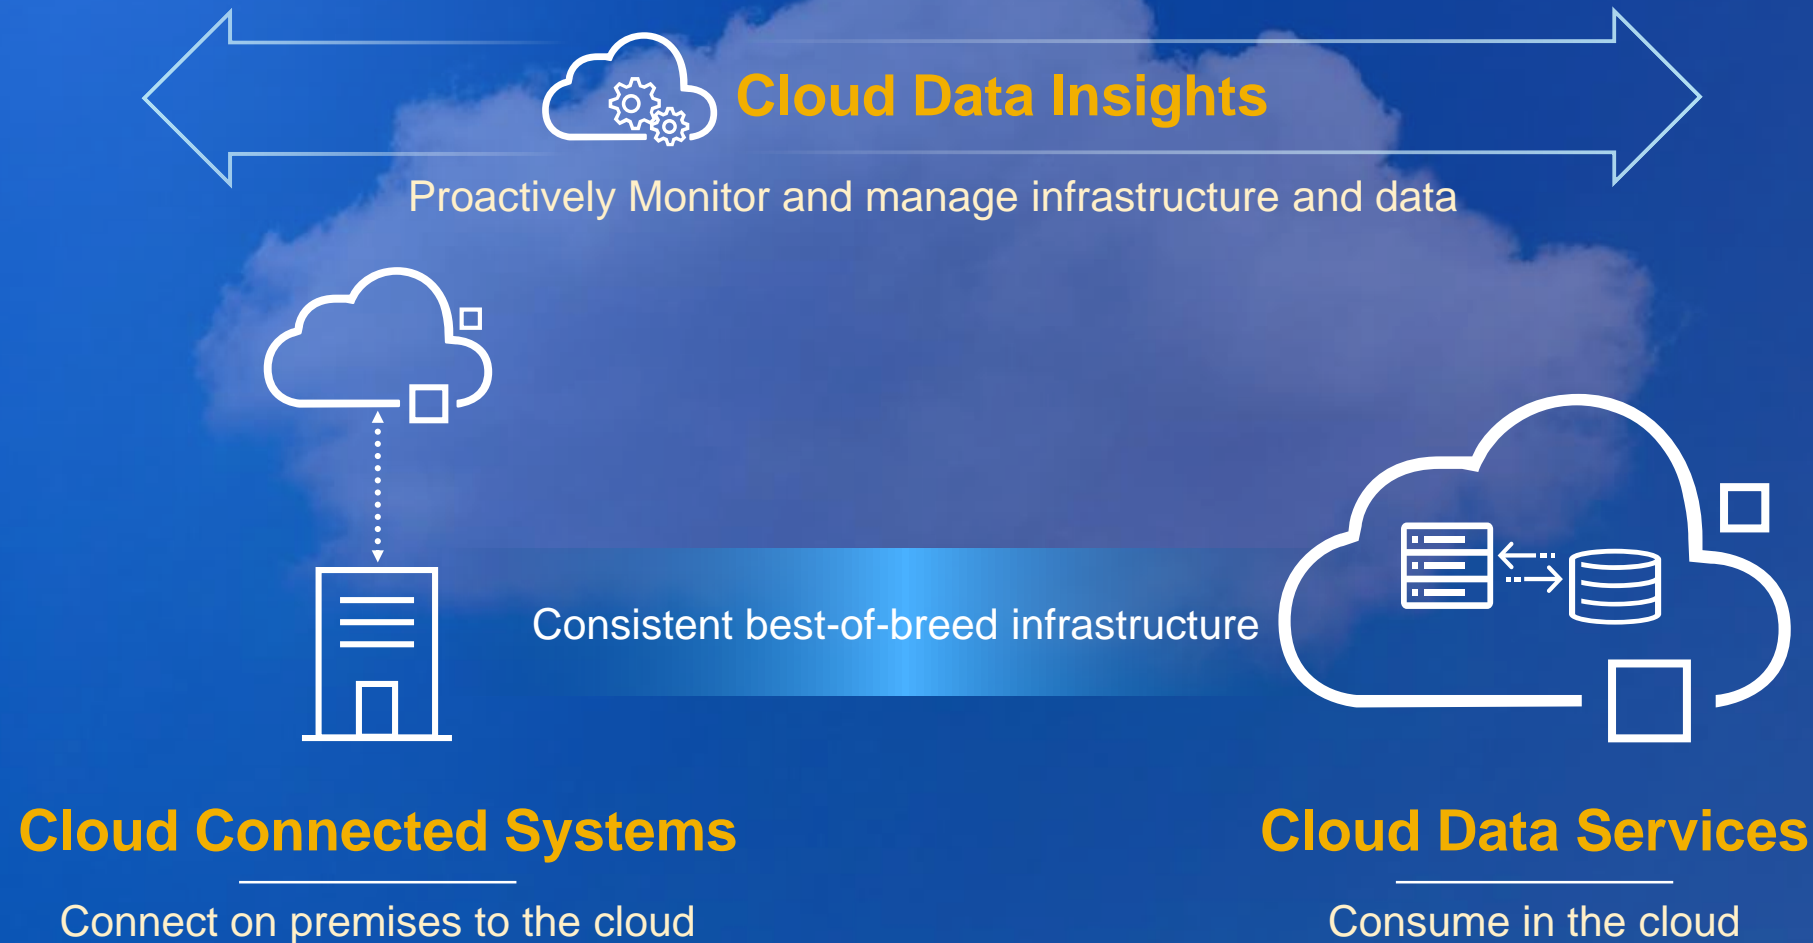 Cloud Data Insights
Proactively Monitor and manage infrastructure and data
Consistent best-of-breed infrastructure
Cloud Connected Systems
Connect on premises to the cloud
Cloud Data Services
Consume in the cloud